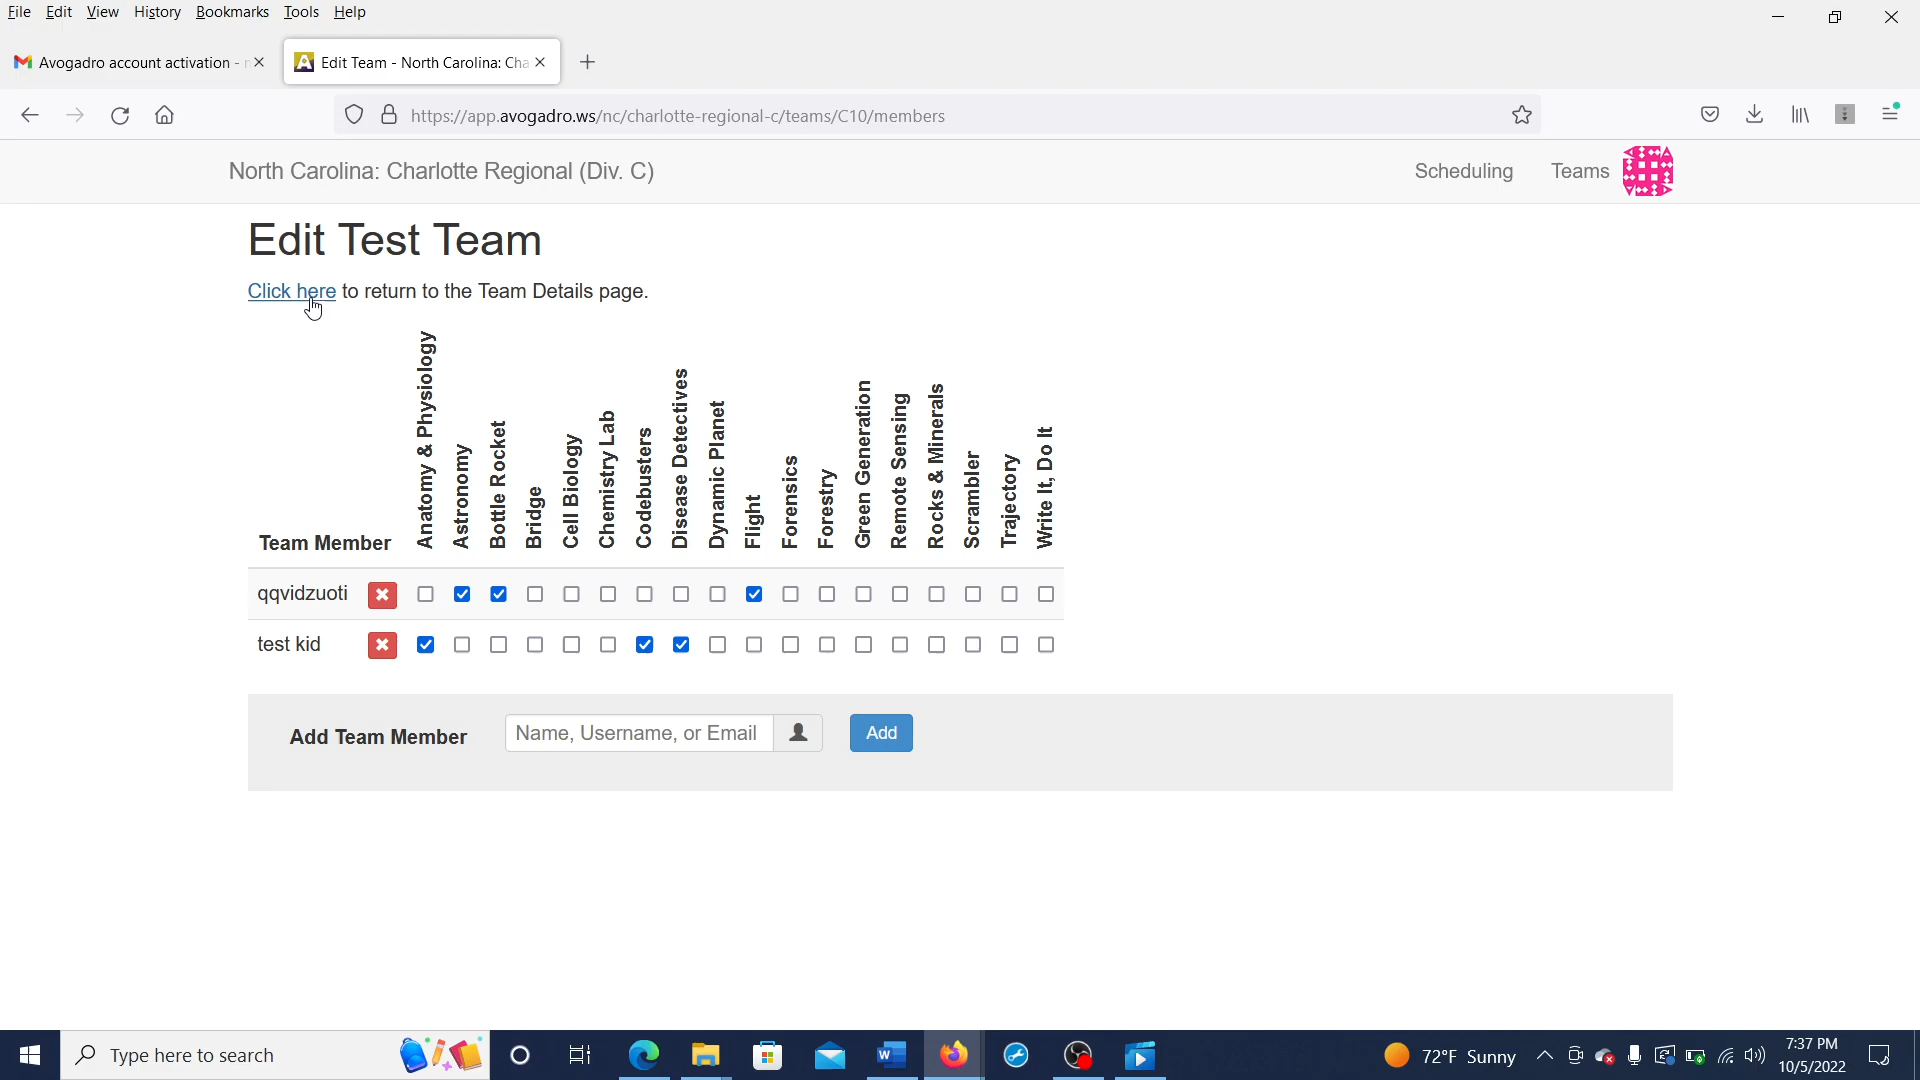 File Edit View History Bookmarks Tools Help
Avogadro account activation -
Edit Team - North Carolina: Cha
https://app.avogadro.ws/nc/charlotte-regional-c/teams/C10/members
North Carolina: Charlotte Regional (Div. C)
Scheduling Teams
Edit Test Team
Click here to return to the Team Details page.
Team Member
Anatomy & Physiology
Astronomy
Bottle Rocket
Bridge
Cell Biology
Chemistry Lab
Codebusters
Disease Detectives
Dynamic Planet
Flight
Forensics
Forestry
Green Generation
Remote Sensing
Rocks & Minerals
Scrambler
Trajectory
Write It, Do It
qqvidzuoti
test kid
Add Team Member Name, Username, or Email Add
Type here to search
72°F Sunny
7:37 PM
10/5/2022